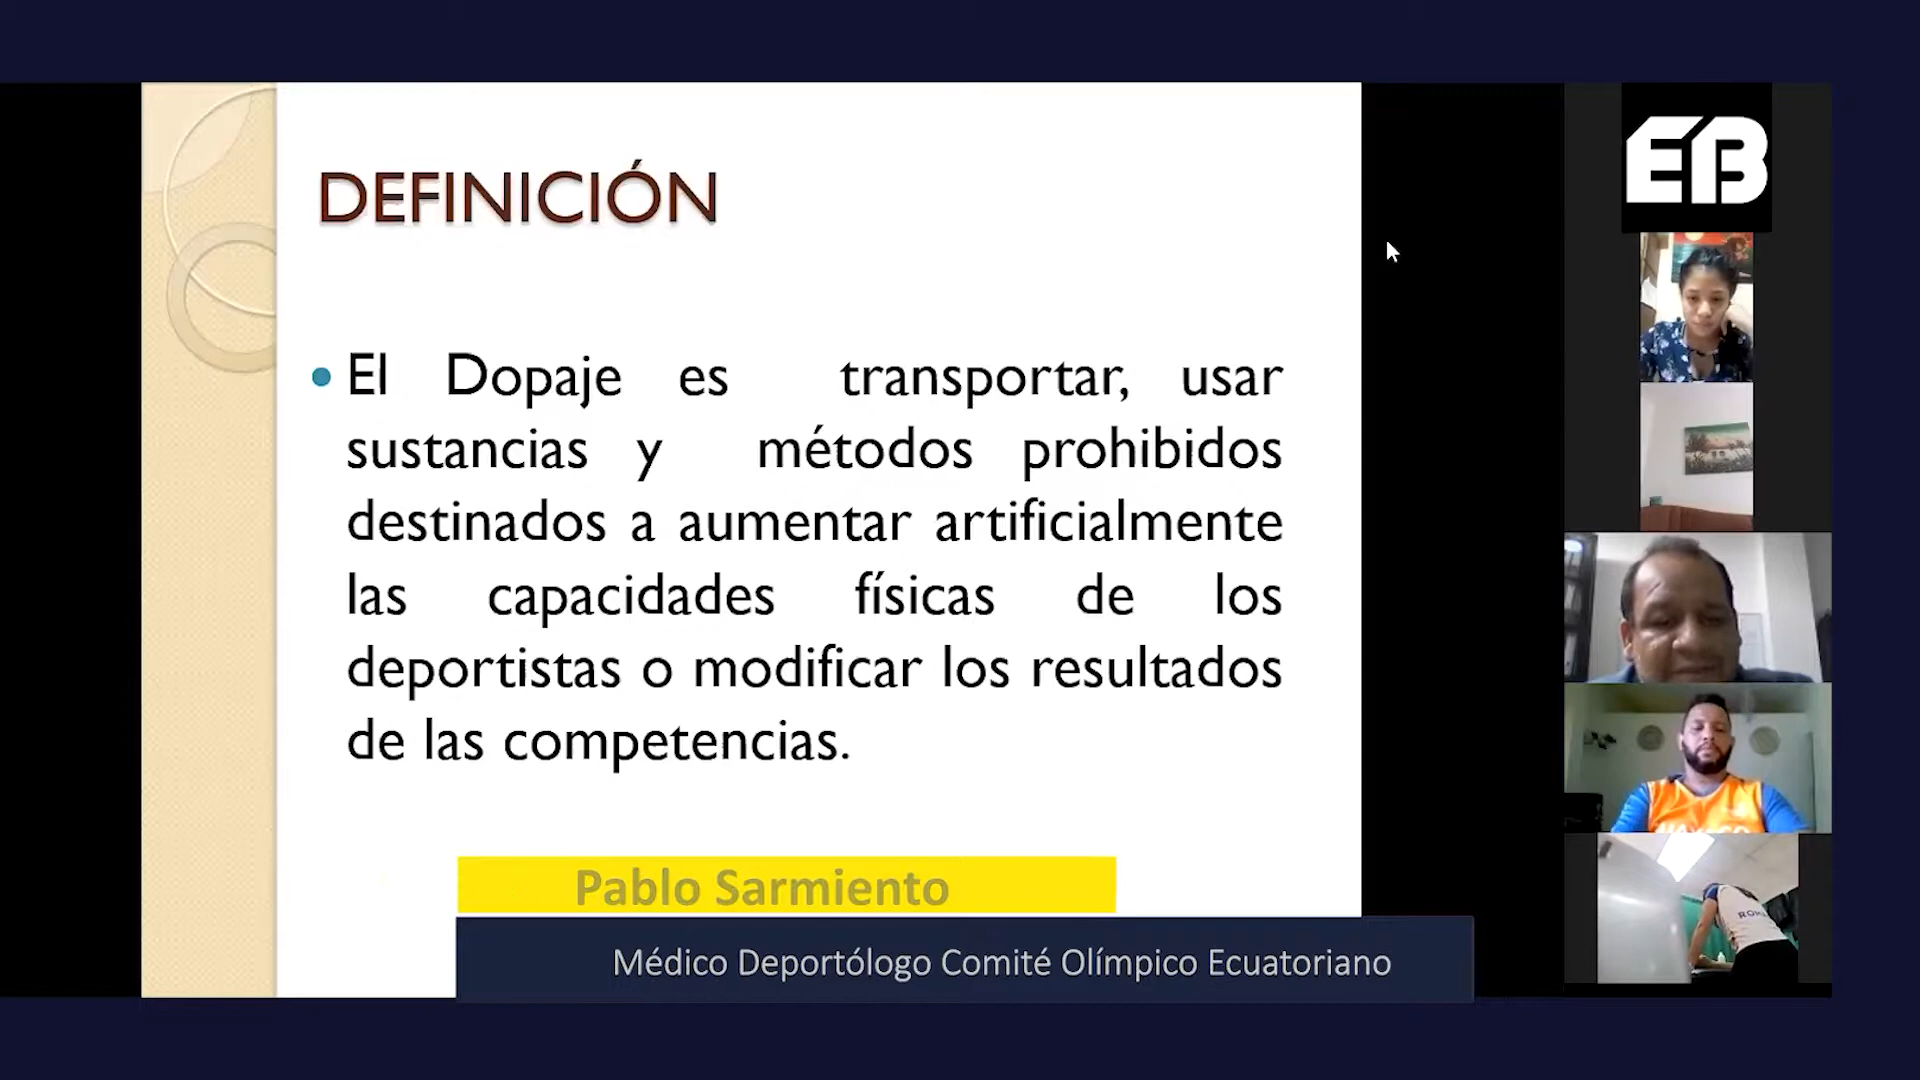 DEFINICIÓN
• El Dopaje es transportar, usar
sustancias y métodos prohibidos
destinados a aumentar artificialmente
las capacidades físicas de los
deportistas o modificar los resultados
de las competencias.
Pablo Sarmiento
Médico Deportólogo Comité Olímpico Ecuatoriano
EB